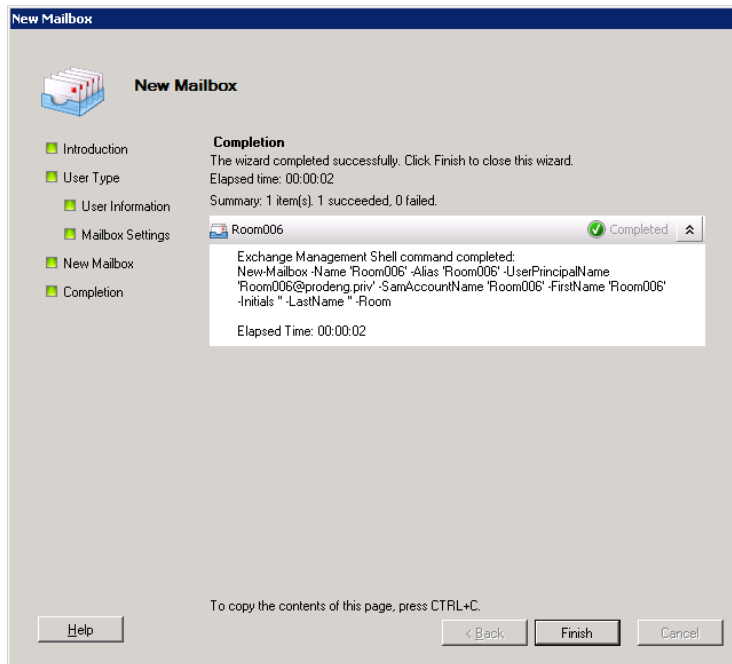 New Mailbox
New Mailbox
Introduction
User Type
User Information
Mailbox Settings
New Mailbox
Completion
Completion
The wizard completed successfully. Click Finish to close this wizard.
Elapsed time: 00:00:02
Summary: 1 item(s). 1 succeeded, 0 failed.
Room006
Completed
Exchange Management Shell command completed:
New-Mailbox -Name 'Room006' -Alias 'Room006' -UserPrincipalName
'Room006@prodeng.priv' -SamAccountName 'Room006' -FirstName 'Room006'
-Initials '' -LastName '' -Room
Elapsed Time: 00:00:02
To copy the contents of this page, press CTRL+C.
Help
< Back
Finish
Cancel